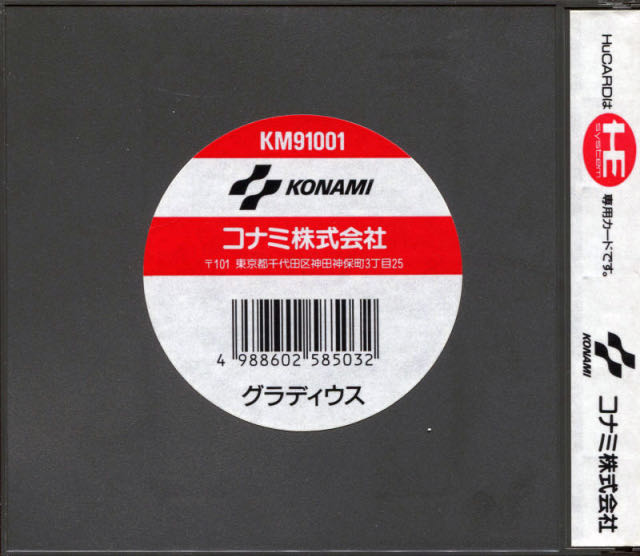 KM91001
KONAMI
コナミ株式会社
〒101 東京都千代田区神田神保町3丁目25
4 988602 585032
グラディウス
HuCARDは HE system 専用カードです。
KONAMI
コナミ株式会社